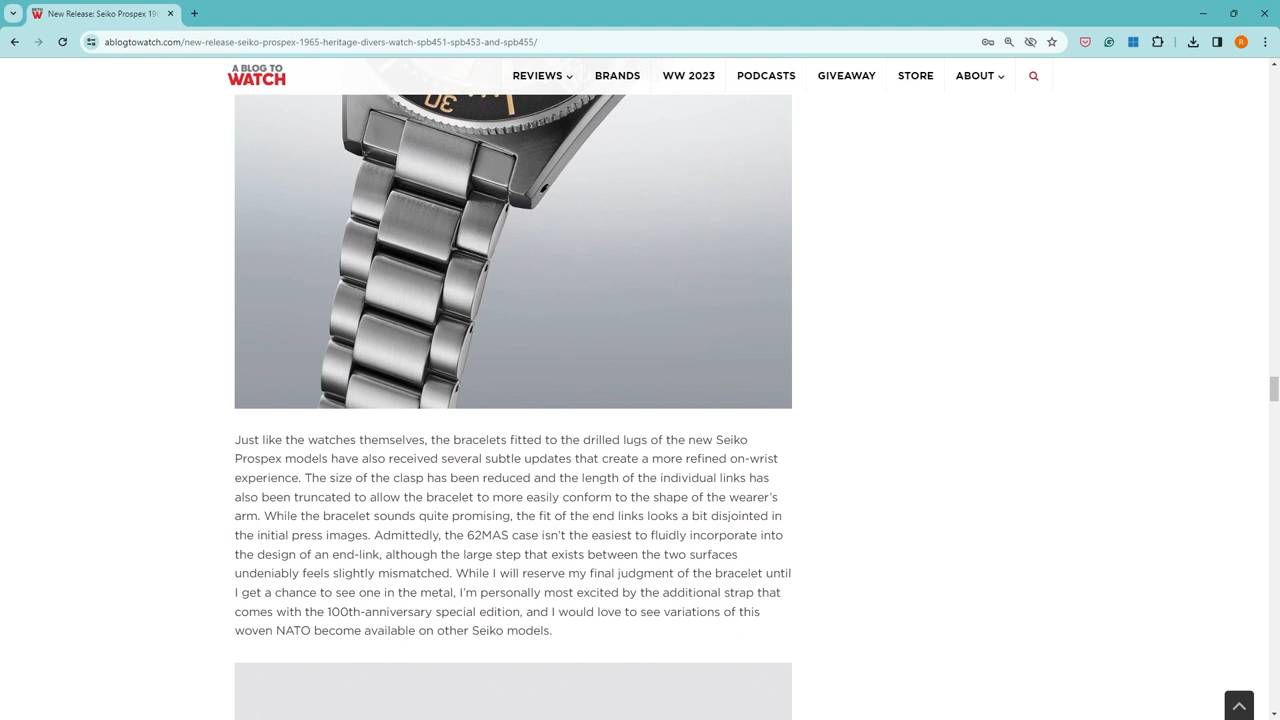 New Release: Seiko Prospex 19
ablogtowatch.com/new-release-seiko-prospex-1965-heritage-divers-watch-spb451-spb453-and-spb455/
R
A BLOG TO
WATCH
REVIEWS
BRANDS
WW 2023
PODCASTS
GIVEAWAY
STORE
ABOUT
30
Just like the watches themselves, the bracelets fitted to the drilled lugs of the new Seiko
Prospex models have also received several subtle updates that create a more refined on-wrist
experience. The size of the clasp has been reduced and the length of the individual links has
also been truncated to allow the bracelet to more easily conform to the shape of the wearer's
arm. While the bracelet sounds quite promising, the fit of the end links looks a bit disjointed in
the initial press images. Admittedly, the 62MAS case isn't the easiest to fluidly incorporate into
the design of an end-link, although the large step that exists between the two surfaces
undeniably feels slightly mismatched. While I will reserve my final judgment of the bracelet until
I get a chance to see one in the metal, I'm personally most excited by the additional strap that
comes with the 100th-anniversary special edition, and I would love to see variations of this
woven NATO become available on other Seiko models.